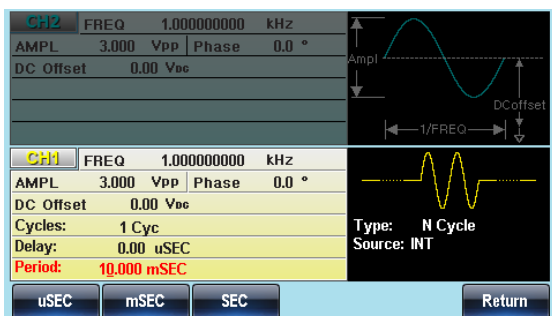 CH2 FREQ 1.000000000 kHz
AMPL 3.000 Vpp Phase 0.0 °
DC Offset 0.00 VDC
Ampl
DCoffset
1/FREQ
CH1 FREQ 1.000000000 kHz
AMPL 3.000 Vpp Phase 0.0 °
DC Offset 0.00 VDC
Cycles: 1 Cyc
Delay: 0.00 uSEC
Period: 10.000 mSEC
Type: N Cycle
Source: INT
uSEC mSEC SEC Return